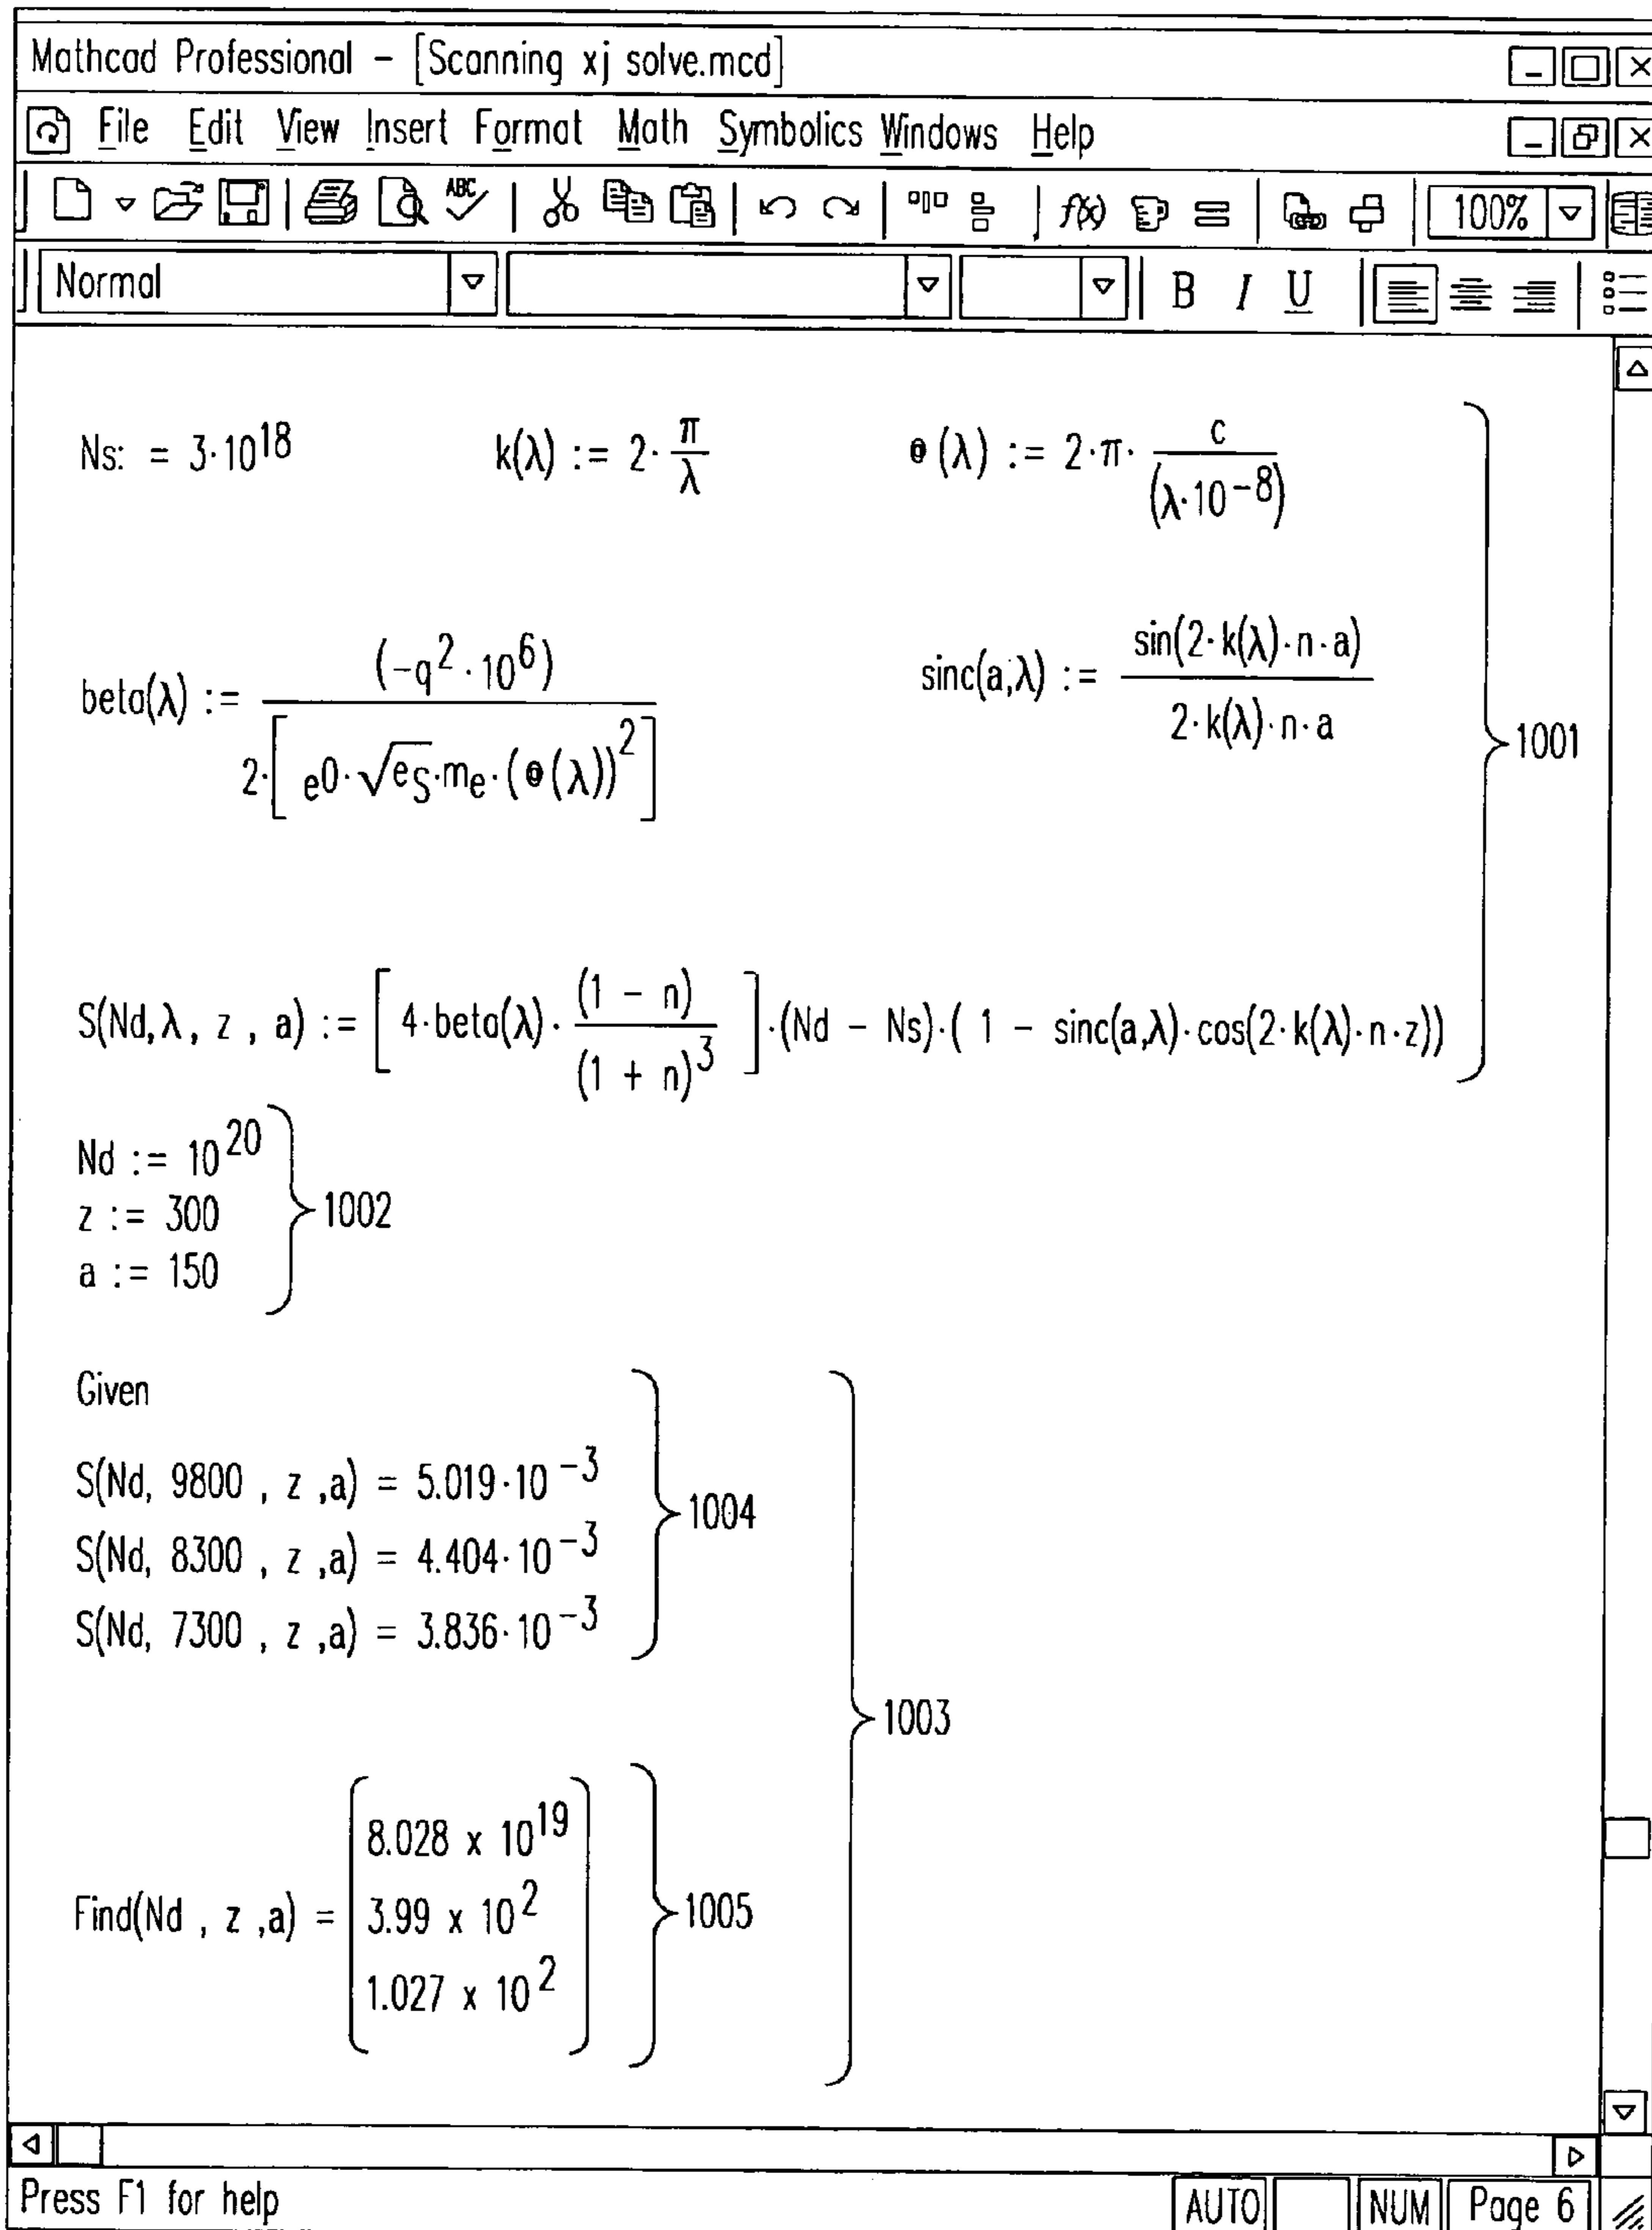 Mathcad Professional – [Scanning xj solve.mcd]
File Edit View Insert Format Math Symbolics Windows Help
ABC f(x) 100%
Normal B I U
Ns: = 3·10^18 k(λ) := 2·π/λ ⍵(λ) := 2·π·c/(λ·10^−8)
beta(λ) := (−q^2·10^6)/(2·[e0·√e_S·m_e·(⍵(λ))^2]) sinc(a,λ) := sin(2·k(λ)·n·a)/(2·k(λ)·n·a)
1001
S(Nd,λ, z , a) := [4·beta(λ)·(1 − n)/(1 + n)^3]·(Nd − Ns)·( 1 − sinc(a,λ)·cos(2·k(λ)·n·z))
Nd := 10^20
z := 300
1002
a := 150
Given
S(Nd, 9800 , z ,a) = 5.019·10^−3
1004
S(Nd, 8300 , z ,a) = 4.404·10^−3
S(Nd, 7300 , z ,a) = 3.836·10^−3
1003
8.028 x 10^19
Find(Nd , z ,a) = 3.99 x 10^2
1005
1.027 x 10^2
Press F1 for help AUTO NUM Page 6